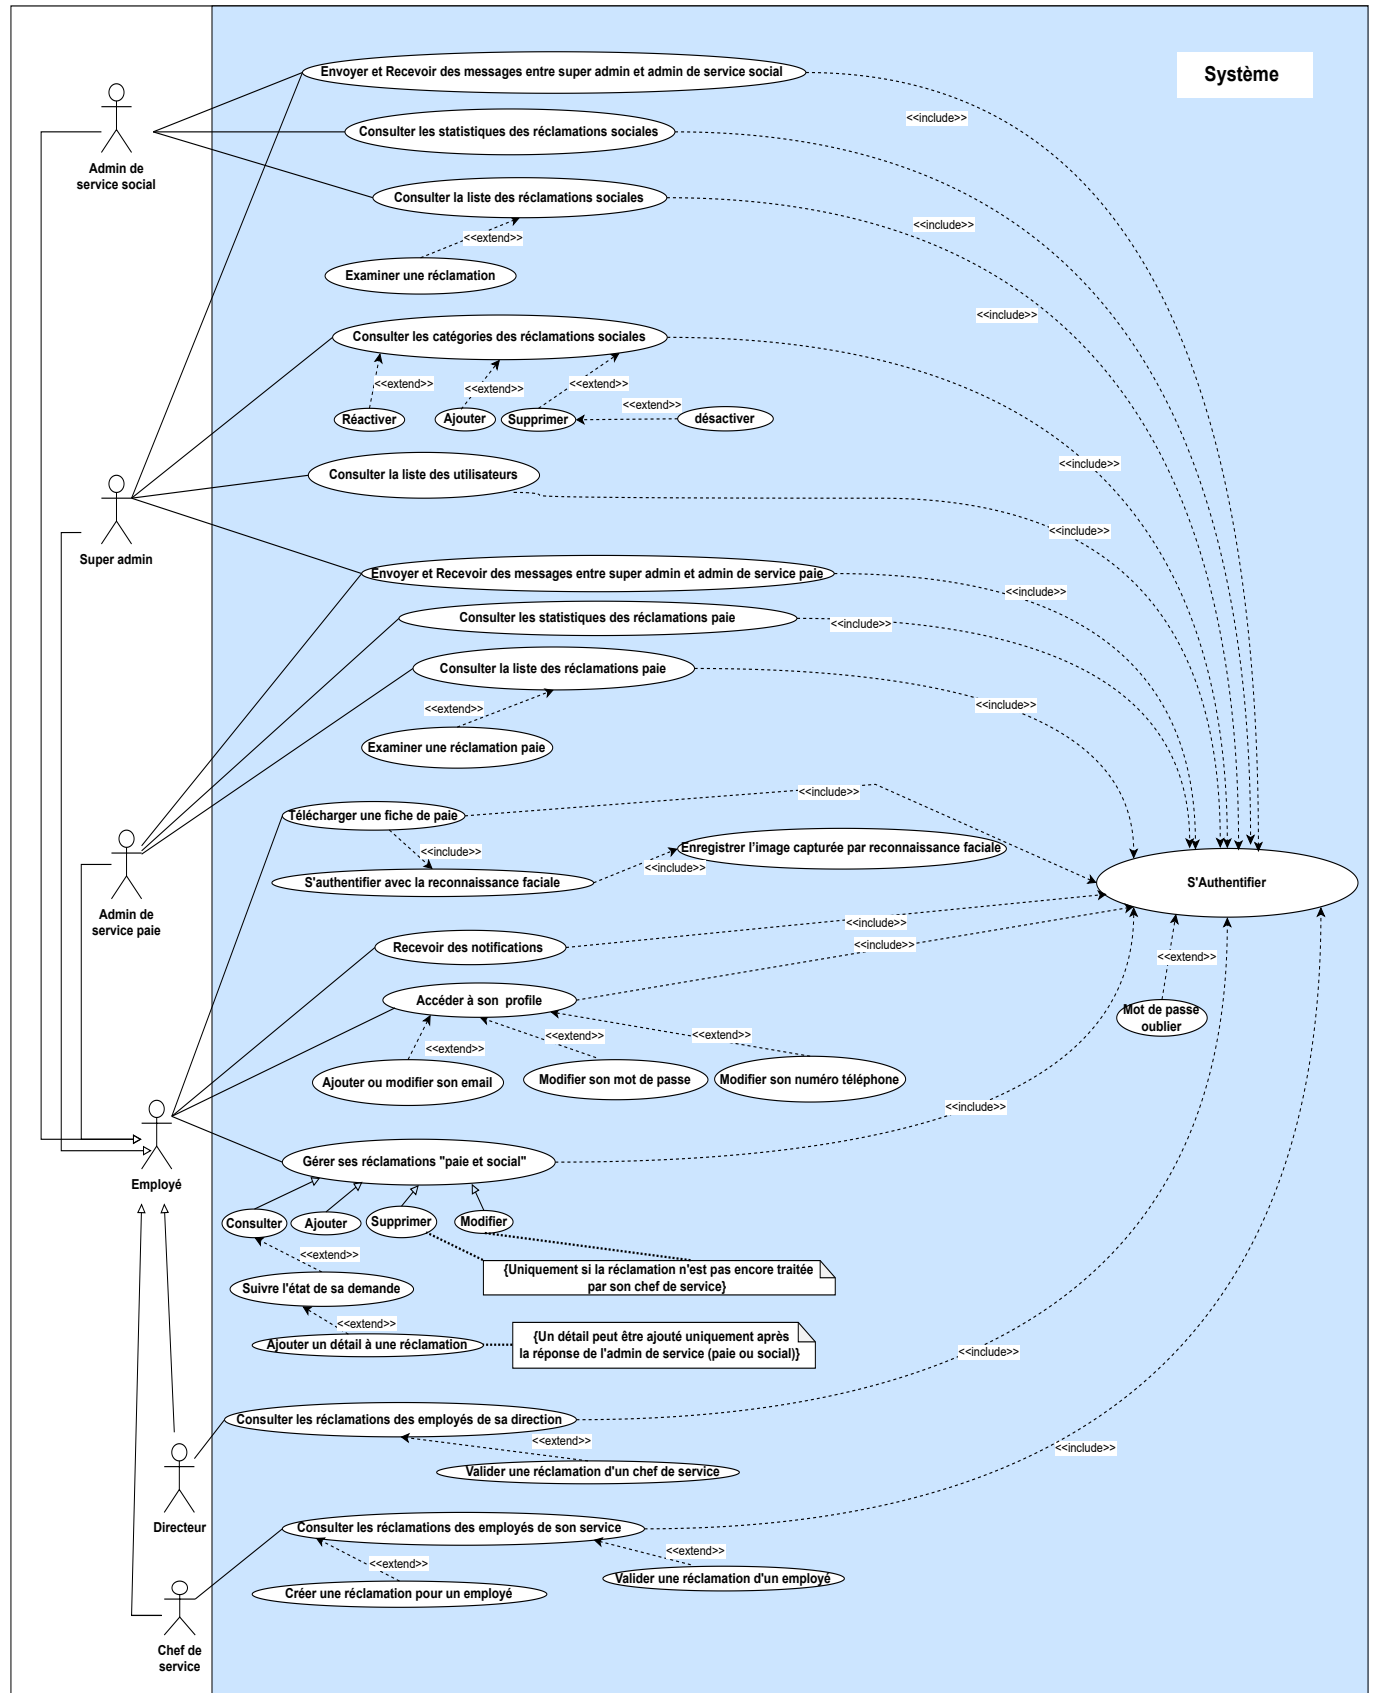 Système
Envoyer et Recevoir des messages entre super admin et admin de service social
<<include>>
Consulter les statistiques des réclamations sociales
Admin de
service social
Consulter la liste des réclamations sociales
<<include>>
<<extend>>
Examiner une réclamation
<<include>>
Consulter les catégories des réclamations sociales
<<extend>>
<<extend>>
<<extend>>
<<extend>>
Réactiver
Ajouter
Supprimer
désactiver
<<include>>
Consulter la liste des utilisateurs
<<include>>
Super admin
Envoyer et Recevoir des messages entre super admin et admin de service paie
<<include>>
Consulter les statistiques des réclamations paie
<<include>>
Consulter la liste des réclamations paie
<<extend>>
<<include>>
Examiner une réclamation paie
<<include>>
Télécharger une fiche de paie
<<include>>
Enregistrer l'image capturée par reconnaissance faciale
<<include>>
S'authentifier avec la reconnaissance faciale
S'Authentifier
Admin de
service paie
<<include>>
Recevoir des notifications
<<include>>
<<extend>>
Accéder à son profile
Mot de passe
oublier
<<extend>>
<<extend>>
<<extend>>
Ajouter ou modifier son email
Modifier son mot de passe
Modifier son numéro téléphone
<<include>>
Employé
Gérer ses réclamations "paie et social"
Consulter
Ajouter
Supprimer
Modifier
<<extend>>
{Uniquement si la réclamation n'est pas encore traitée
par son chef de service}
Suivre l'état de sa demande
<<extend>>
Ajouter un détail à une réclamation
{Un détail peut être ajouté uniquement après
la réponse de l'admin de service (paie ou social)}
<<include>>
Consulter les réclamations des employés de sa direction
<<extend>>
<<include>>
Valider une réclamation d'un chef de service
Directeur
Consulter les réclamations des employés de son service
<<extend>>
<<extend>>
Valider une réclamation d'un employé
Créer une réclamation pour un employé
Chef de
service